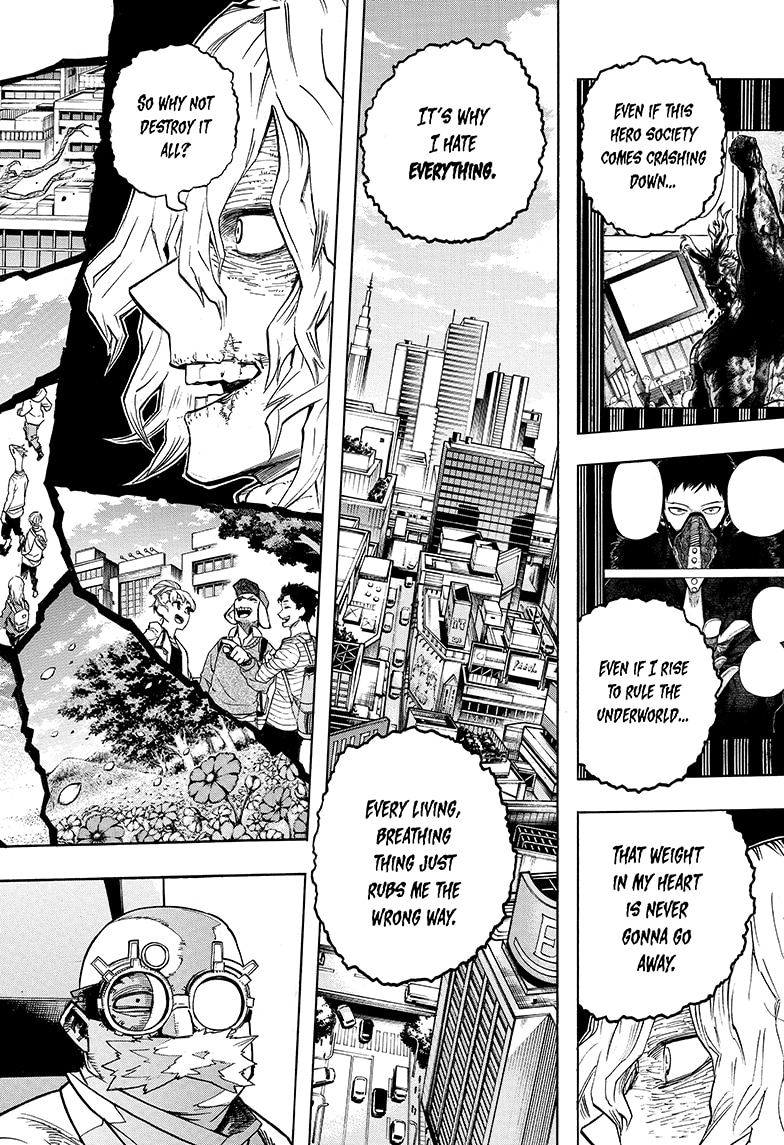 EVEN IF THIS
HERO SOCIETY
COMES CRASHING
DOWN...
EVEN IF I RISE
TO RULE THE
UNDERWORLD...
THAT WEIGHT
IN MY HEART
IS NEVER
GONNA GO
AWAY.
IT'S WHY
I HATE
EVERYTHING.
EVERY LIVING,
BREATHING
THING JUST
RUBS ME THE
WRONG WAY.
SO WHY NOT
DESTROY IT
ALL?